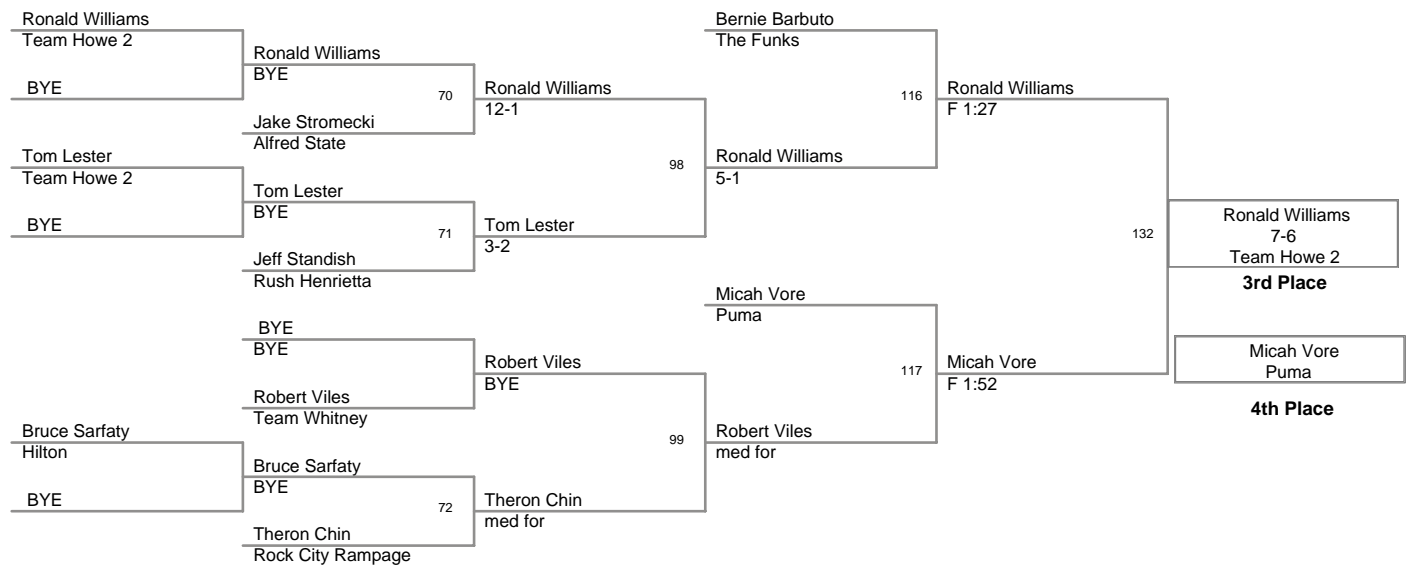 Ronald Williams
Team Howe 2
BYE
Tom Lester
Team Howe 2
BYE
Bruce Sarfaty
Hilton
BYE
Ronald Williams
BYE
70
Jake Stromecki
Alfred State
Tom Lester
BYE
71
Jeff Standish
Rush Henrietta
BYE
BYE
Robert Viles
Team Whitney
Bruce Sarfaty
BYE
72
Theron Chin
Rock City Rampage
Ronald Williams
12-1
98
Tom Lester
3-2
Robert Viles
BYE
99
Theron Chin
med for
Bernie Barbuto
The Funks
116
Ronald Williams
5-1
Micah Vore
Puma
117
Robert Viles
med for
Ronald Williams
F 1:27
132
Micah Vore
F 1:52
Ronald Williams
7-6
Team Howe 2
3rd Place
Micah Vore
Puma
4th Place